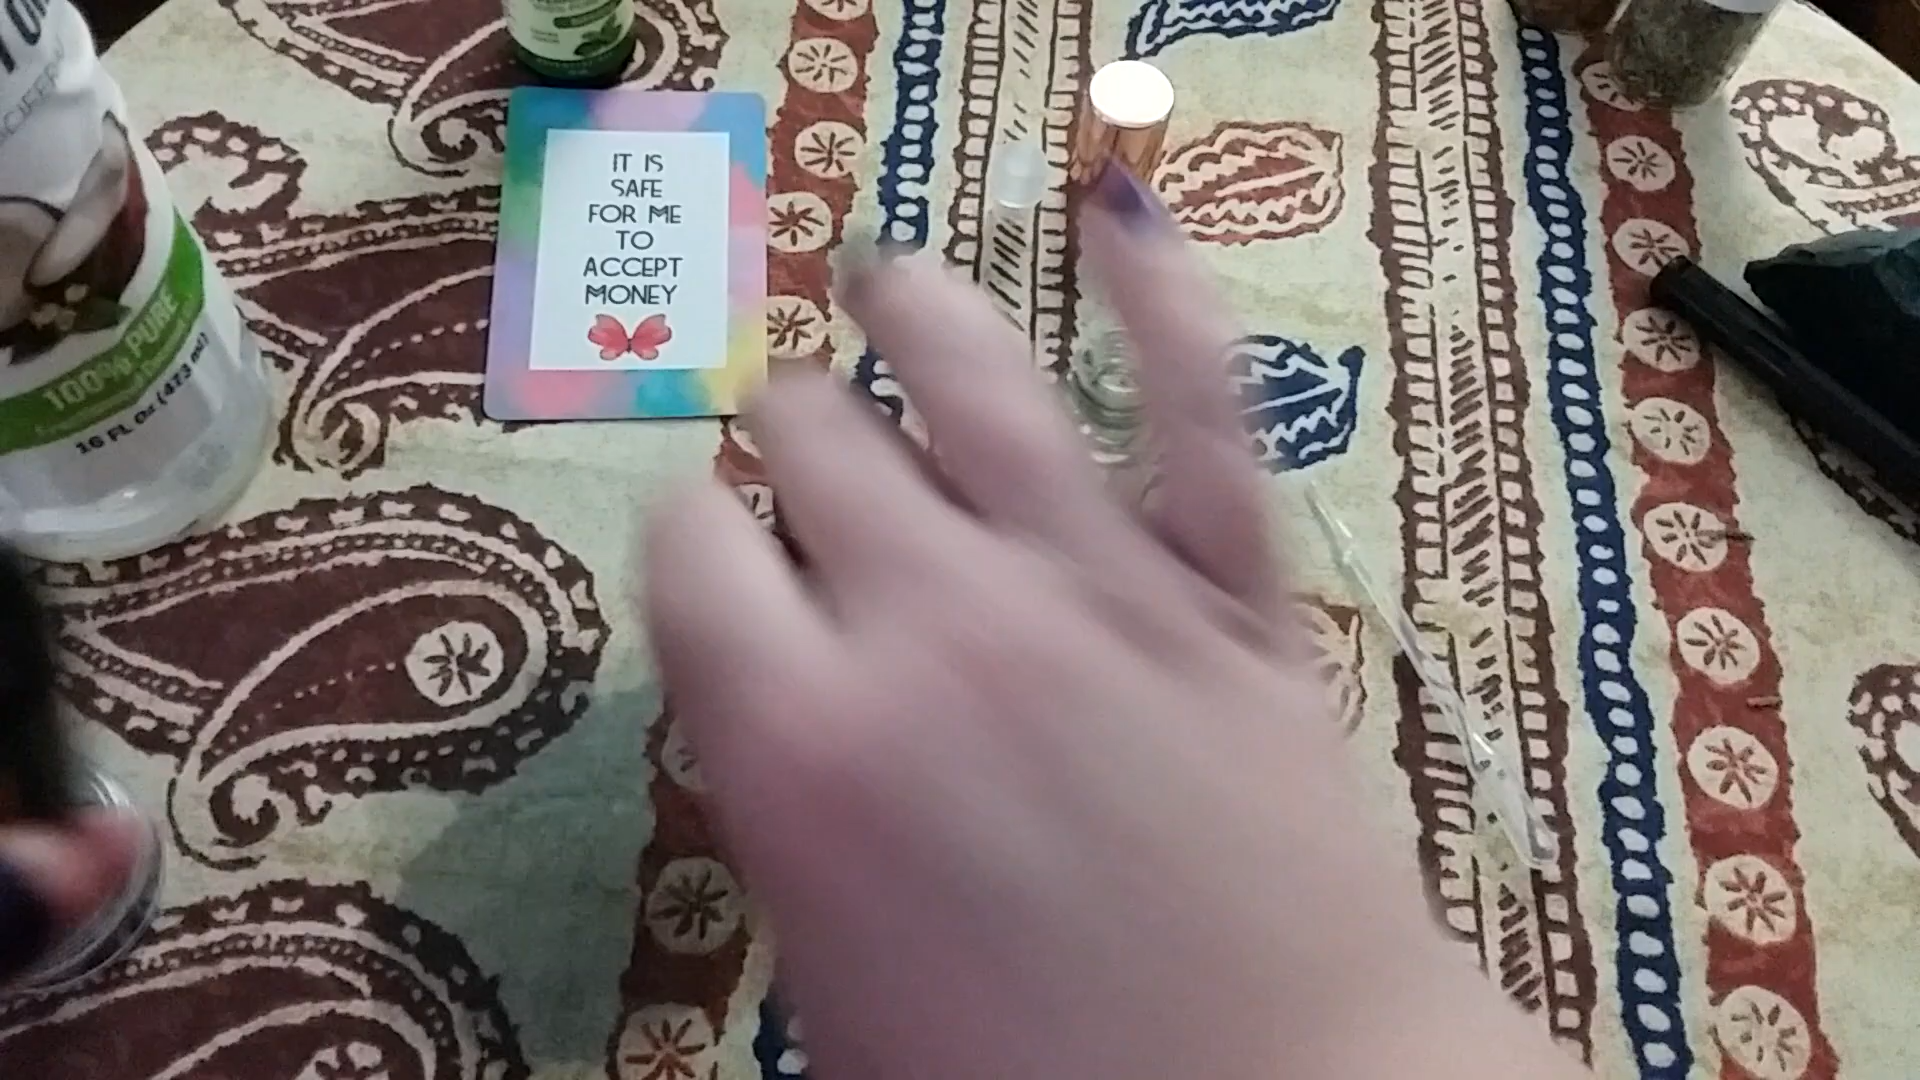 IT IS
SAFE
FOR ME
TO
ACCEPT
MONEY
100% PURE
16 FL Oz (473 ml)